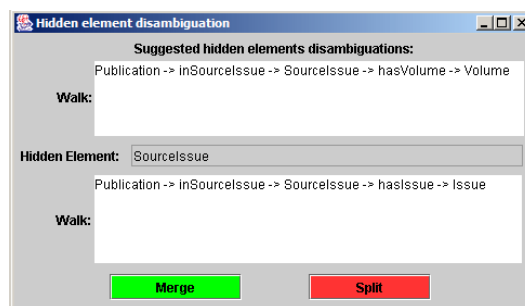 Hidden element disambiguation
Suggested hidden elements disambiguations:
Publication -> inSourceIssue -> SourceIssue -> hasVolume -> Volume
Walk:
Hidden Element: SourceIssue
Publication -> inSourceIssue -> SourceIssue -> hasIssue -> Issue
Walk:
Merge Split